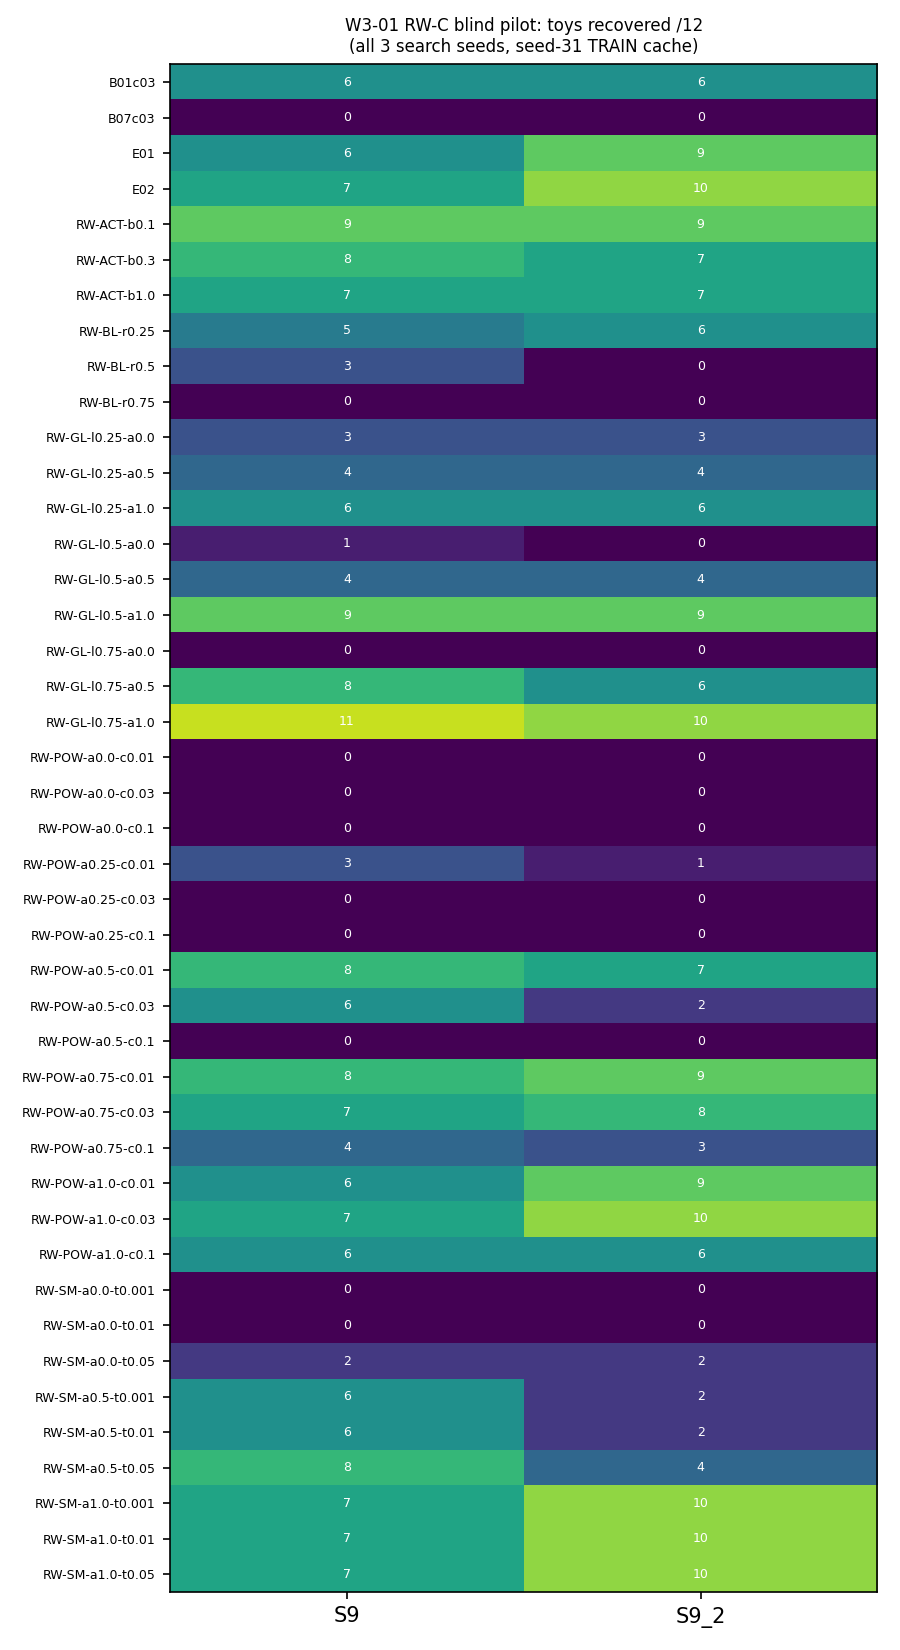 W3-01 RW-C blind pilot: toys recovered /12
(all 3 search seeds, seed-31 TRAIN cache)
B01c03 6 6
B07c03 0 0
E01 6 9
E02 7 10
RW-ACT-b0.1 9 9
RW-ACT-b0.3 8 7
RW-ACT-b1.0 7 7
RW-BL-r0.25 5 6
RW-BL-r0.5 3 0
RW-BL-r0.75 0 0
RW-GL-l0.25-a0.0 3 3
RW-GL-l0.25-a0.5 4 4
RW-GL-l0.25-a1.0 6 6
RW-GL-l0.5-a0.0 1 0
RW-GL-l0.5-a0.5 4 4
RW-GL-l0.5-a1.0 9 9
RW-GL-l0.75-a0.0 0 0
RW-GL-l0.75-a0.5 8 6
RW-GL-l0.75-a1.0 11 10
RW-POW-a0.0-c0.01 0 0
RW-POW-a0.0-c0.03 0 0
RW-POW-a0.0-c0.1 0 0
RW-POW-a0.25-c0.01 3 1
RW-POW-a0.25-c0.03 0 0
RW-POW-a0.25-c0.1 0 0
RW-POW-a0.5-c0.01 8 7
RW-POW-a0.5-c0.03 6 2
RW-POW-a0.5-c0.1 0 0
RW-POW-a0.75-c0.01 8 9
RW-POW-a0.75-c0.03 7 8
RW-POW-a0.75-c0.1 4 3
RW-POW-a1.0-c0.01 6 9
RW-POW-a1.0-c0.03 7 10
RW-POW-a1.0-c0.1 6 6
RW-SM-a0.0-t0.001 0 0
RW-SM-a0.0-t0.01 0 0
RW-SM-a0.0-t0.05 2 2
RW-SM-a0.5-t0.001 6 2
RW-SM-a0.5-t0.01 6 2
RW-SM-a0.5-t0.05 8 4
RW-SM-a1.0-t0.001 7 10
RW-SM-a1.0-t0.01 7 10
RW-SM-a1.0-t0.05 7 10
S9 S9_2